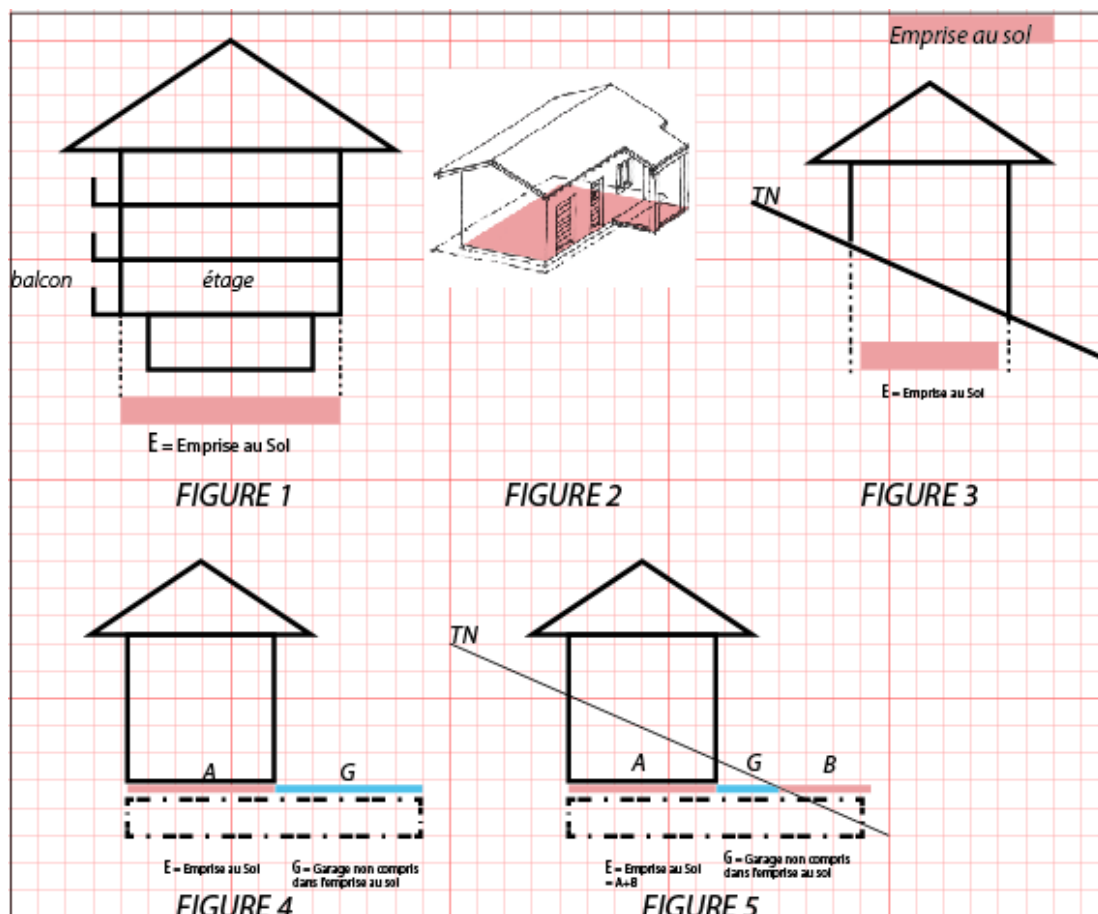 Emprise au sol
TN
balcon
étage
E = Emprise au Sol
E = Emprise au Sol
FIGURE 1
FIGURE 2
FIGURE 3
TN
A
G
A
G
B
E = Emprise au Sol
G = Garage non compris
dans l'emprise au sol
E = Emprise au Sol
= A+B
G = Garage non compris
dans l'emprise au sol
FIGURE 4
FIGURE 5